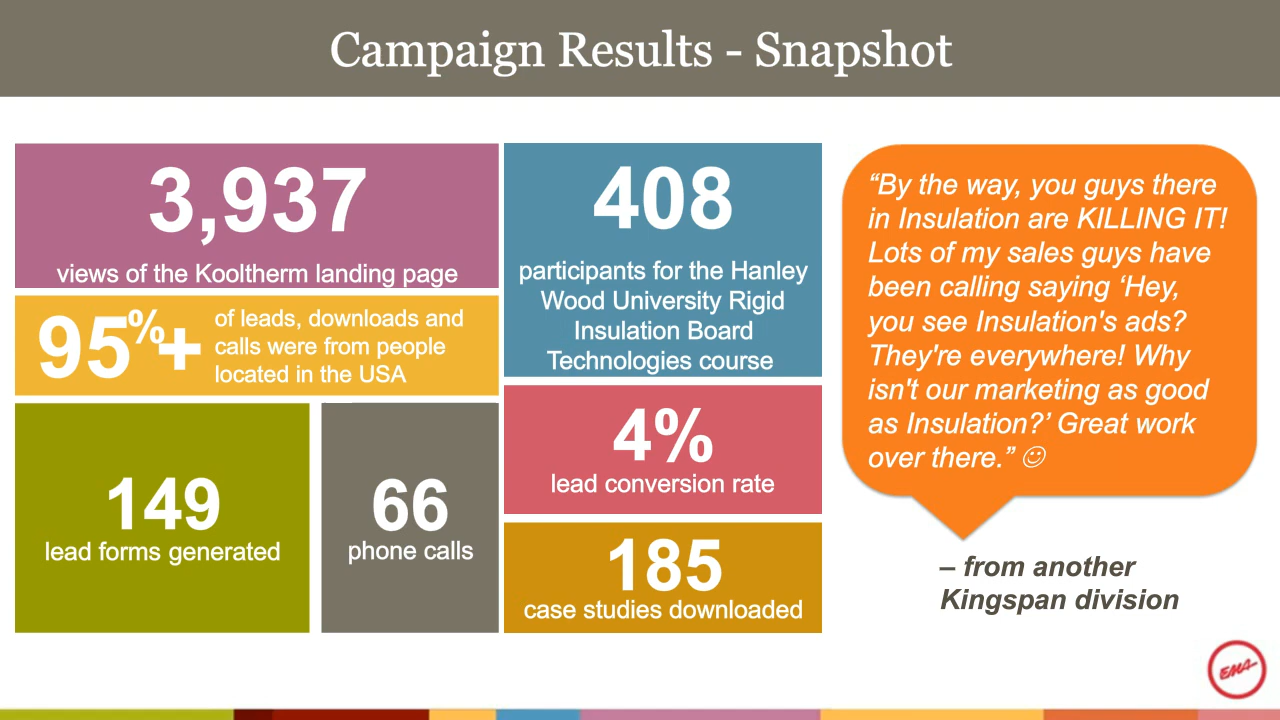 Campaign Results - Snapshot
3,937
views of the Kooltherm landing page
95%+
of leads, downloads and
calls were from people
located in the USA
149
lead forms generated
66
phone calls
408
participants for the Hanley
Wood University Rigid
Insulation Board
Technologies course
4%
lead conversion rate
185
case studies downloaded
“By the way, you guys there
in Insulation are KILLING IT!
Lots of my sales guys have
been calling saying ‘Hey,
you see Insulation's ads?
They're everywhere! Why
isn't our marketing as good
as Insulation?’ Great work
over there.” ☺
– from another
Kingspan division
EMA